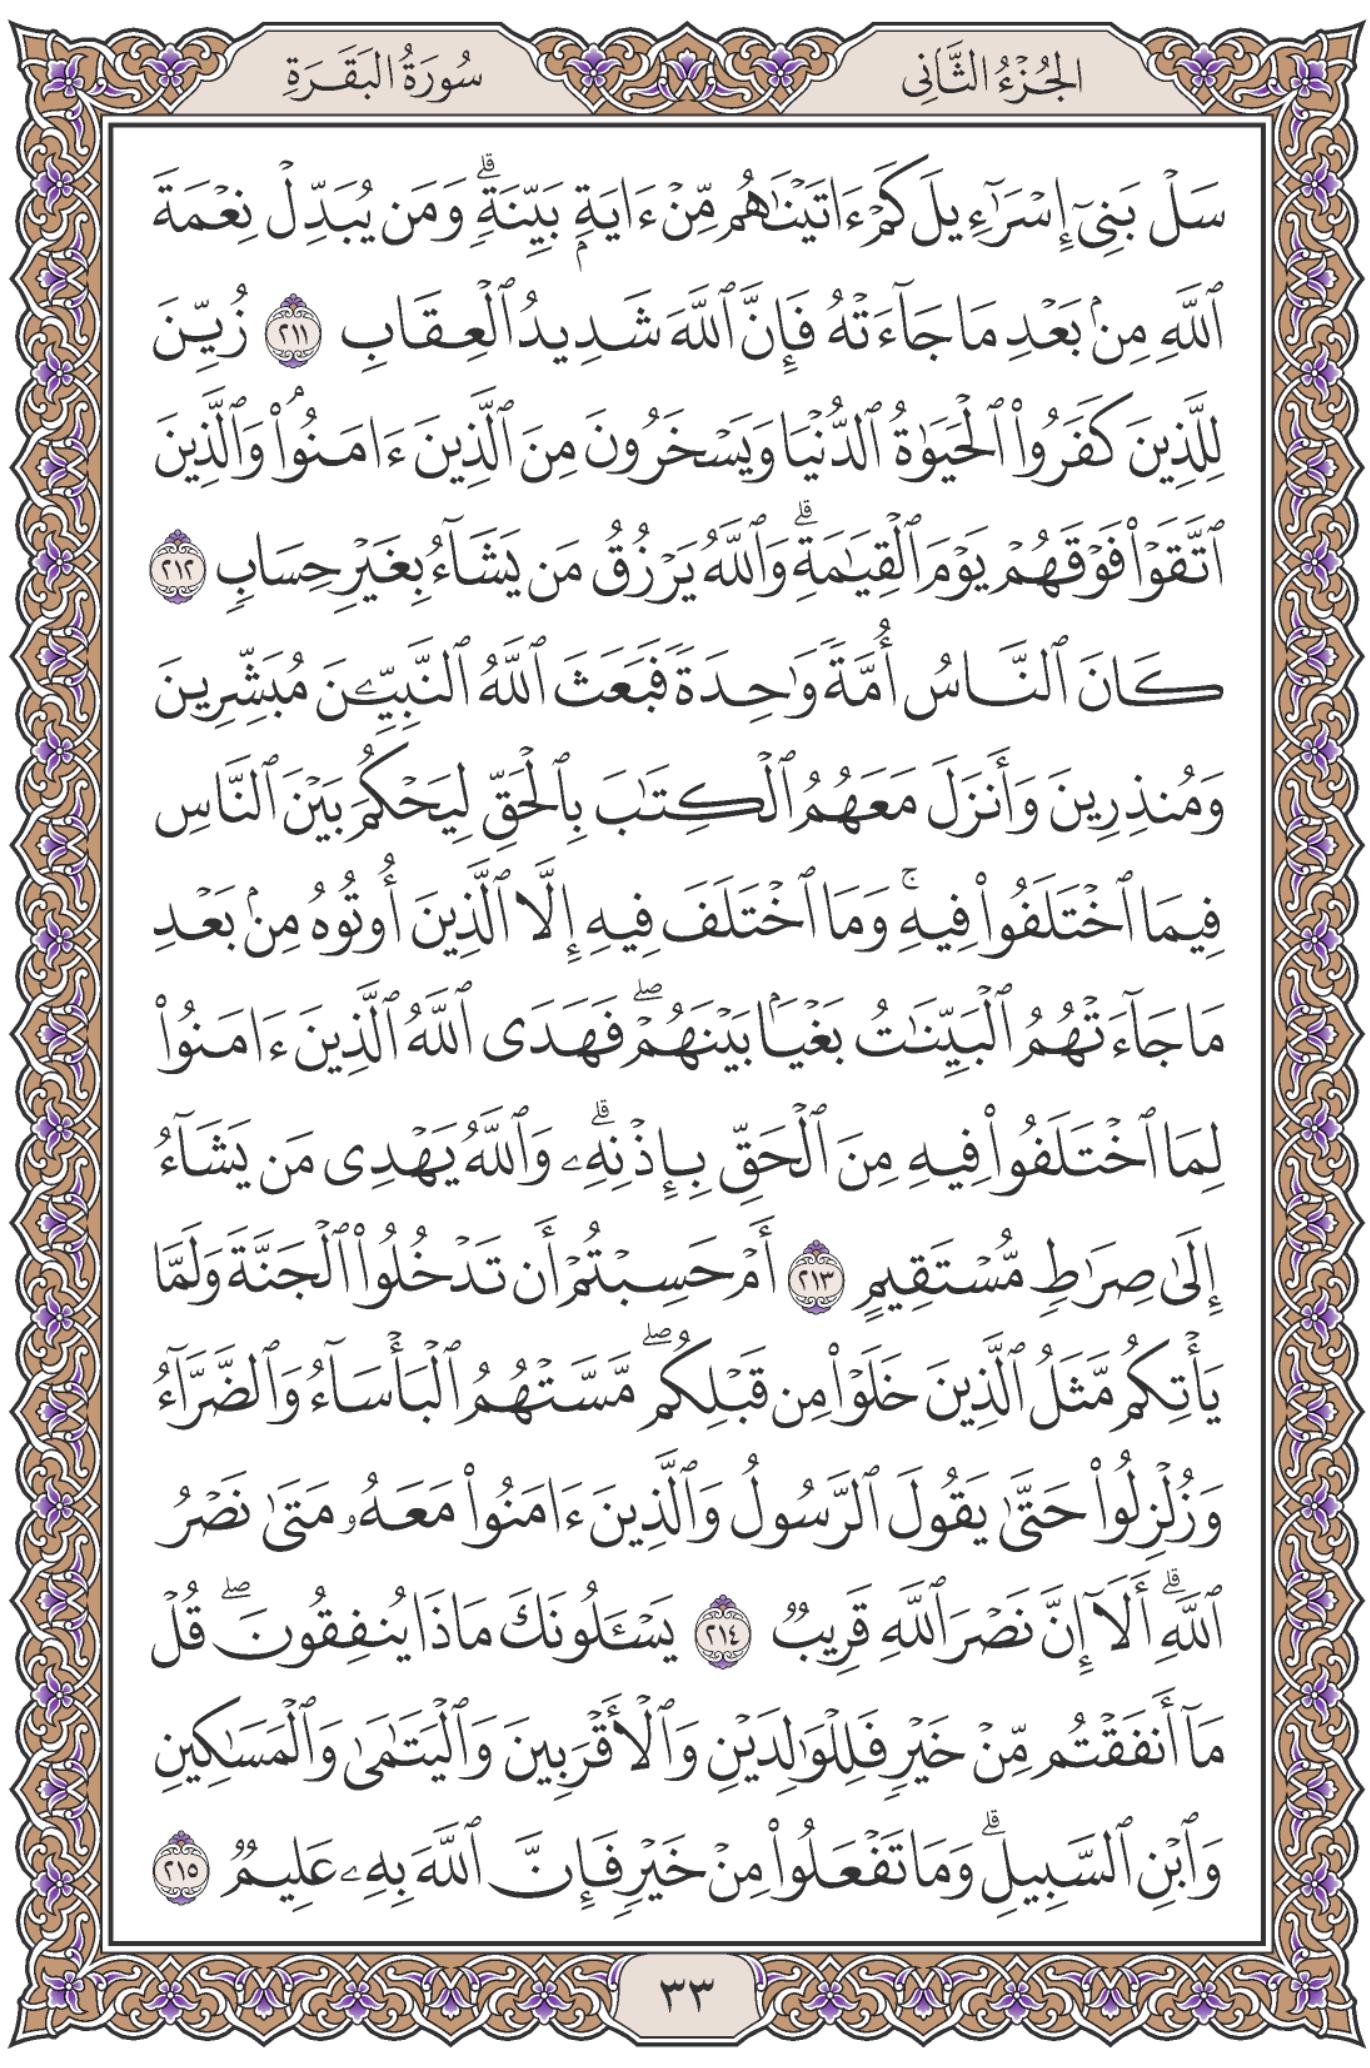 الجُزْءُ الثَّانِى
سُورَةُ البَقَرَةِ
سَلْ بَنِىٓ إِسْرَٰٓءِيلَ كَمْ ءَاتَيْنَٰهُم مِّنْ ءَايَةٍۭ بَيِّنَةٍۗ وَمَن يُبَدِّلْ نِعْمَةَ
ٱللَّهِ مِنۢ بَعْدِ مَا جَآءَتْهُ فَإِنَّ ٱللَّهَ شَدِيدُ ٱلْعِقَابِ ٢١١ زُيِّنَ
لِلَّذِينَ كَفَرُوا۟ ٱلْحَيَوٰةُ ٱلدُّنْيَا وَيَسْخَرُونَ مِنَ ٱلَّذِينَ ءَامَنُوا۟ۘ وَٱلَّذِينَ
ٱتَّقَوْا۟ فَوْقَهُمْ يَوْمَ ٱلْقِيَٰمَةِۗ وَٱللَّهُ يَرْزُقُ مَن يَشَآءُ بِغَيْرِ حِسَابٍ ٢١٢
كَانَ ٱلنَّاسُ أُمَّةً وَٰحِدَةً فَبَعَثَ ٱللَّهُ ٱلنَّبِيِّـۧنَ مُبَشِّرِينَ
وَمُنذِرِينَ وَأَنزَلَ مَعَهُمُ ٱلْكِتَٰبَ بِٱلْحَقِّ لِيَحْكُمَ بَيْنَ ٱلنَّاسِ
فِيمَا ٱخْتَلَفُوا۟ فِيهِۚ وَمَا ٱخْتَلَفَ فِيهِ إِلَّا ٱلَّذِينَ أُوتُوهُ مِنۢ بَعْدِ
مَا جَآءَتْهُمُ ٱلْبَيِّنَٰتُ بَغْيَۢا بَيْنَهُمْۖ فَهَدَى ٱللَّهُ ٱلَّذِينَ ءَامَنُوا۟
لِمَا ٱخْتَلَفُوا۟ فِيهِ مِنَ ٱلْحَقِّ بِإِذْنِهِۦۗ وَٱللَّهُ يَهْدِى مَن يَشَآءُ
إِلَىٰ صِرَٰطٍ مُّسْتَقِيمٍ ٢١٣ أَمْ حَسِبْتُمْ أَن تَدْخُلُوا۟ ٱلْجَنَّةَ وَلَمَّا
يَأْتِكُم مَّثَلُ ٱلَّذِينَ خَلَوْا۟ مِن قَبْلِكُمۖ مَّسَّتْهُمُ ٱلْبَأْسَآءُ وَٱلضَّرَّآءُ
وَزُلْزِلُوا۟ حَتَّىٰ يَقُولَ ٱلرَّسُولُ وَٱلَّذِينَ ءَامَنُوا۟ مَعَهُۥ مَتَىٰ نَصْرُ
ٱللَّهِۗ أَلَآ إِنَّ نَصْرَ ٱللَّهِ قَرِيبٌ ٢١٤ يَسْـَٔلُونَكَ مَاذَا يُنفِقُونَۖ قُلْ
مَآ أَنفَقْتُم مِّنْ خَيْرٍ فَلِلْوَٰلِدَيْنِ وَٱلْأَقْرَبِينَ وَٱلْيَتَٰمَىٰ وَٱلْمَسَٰكِينِ
وَٱبْنِ ٱلسَّبِيلِۗ وَمَا تَفْعَلُوا۟ مِنْ خَيْرٍ فَإِنَّ ٱللَّهَ بِهِۦ عَلِيمٌ ٢١٥
٣٣